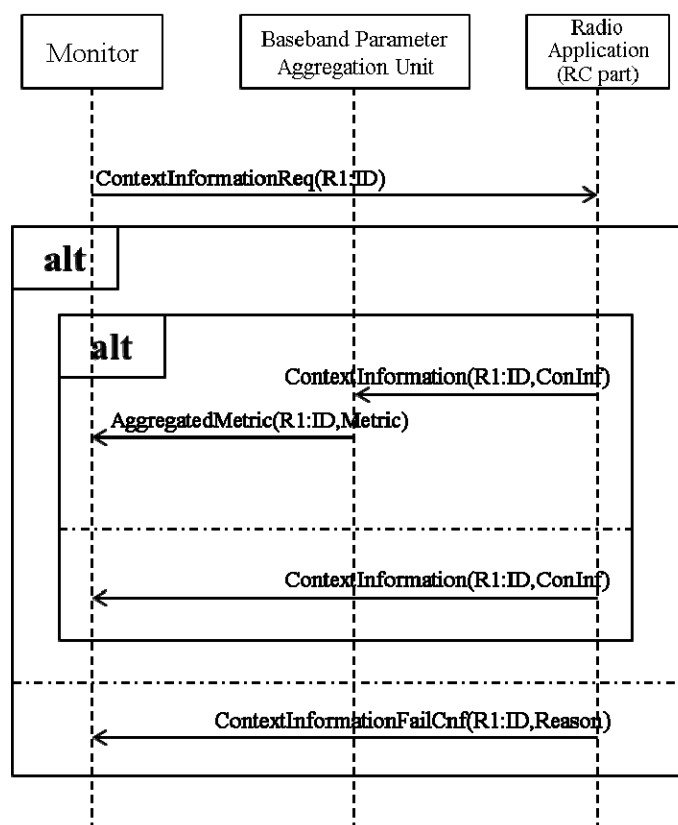 Monitor
Baseband Parameter
Aggregation Unit
Radio
Application
(RC part)
ContextInformationReq(R1:ID)
alt
alt
ContextInformation(R1:ID,ConInf)
AggregatedMetric(R1:ID,Metric)
ContextInformation(R1:ID,ConInf)
ContextInformationFailCnf(R1:ID,Reason)